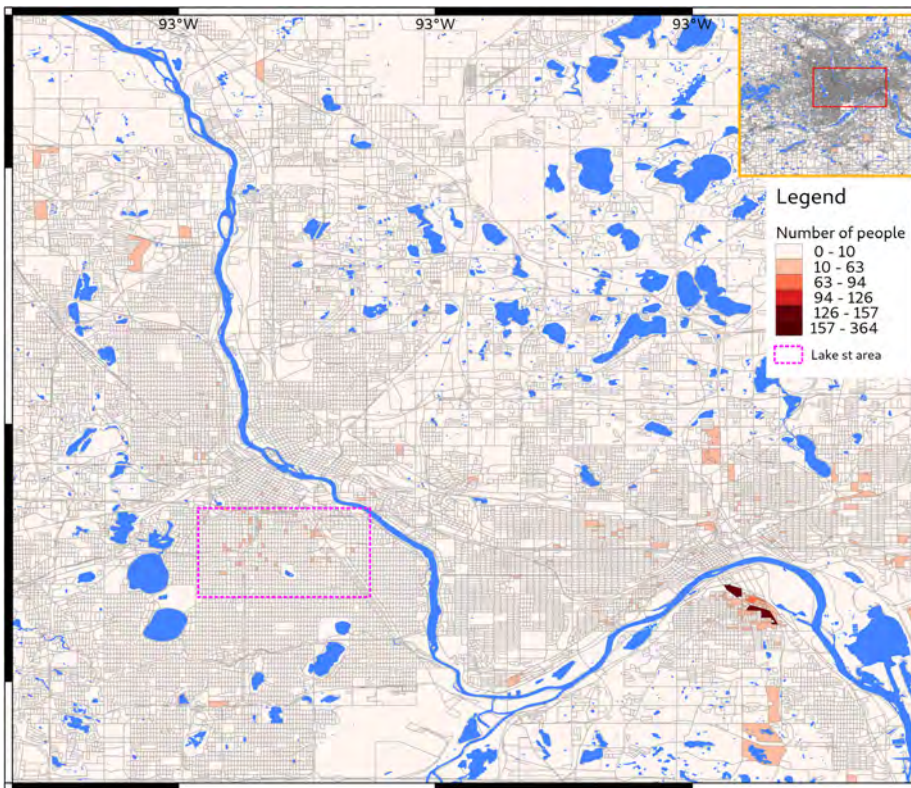 93°W 93°W 93°W
Legend
Number of people
0 - 10
10 - 63
63 - 94
94 - 126
126 - 157
157 - 364
Lake st area